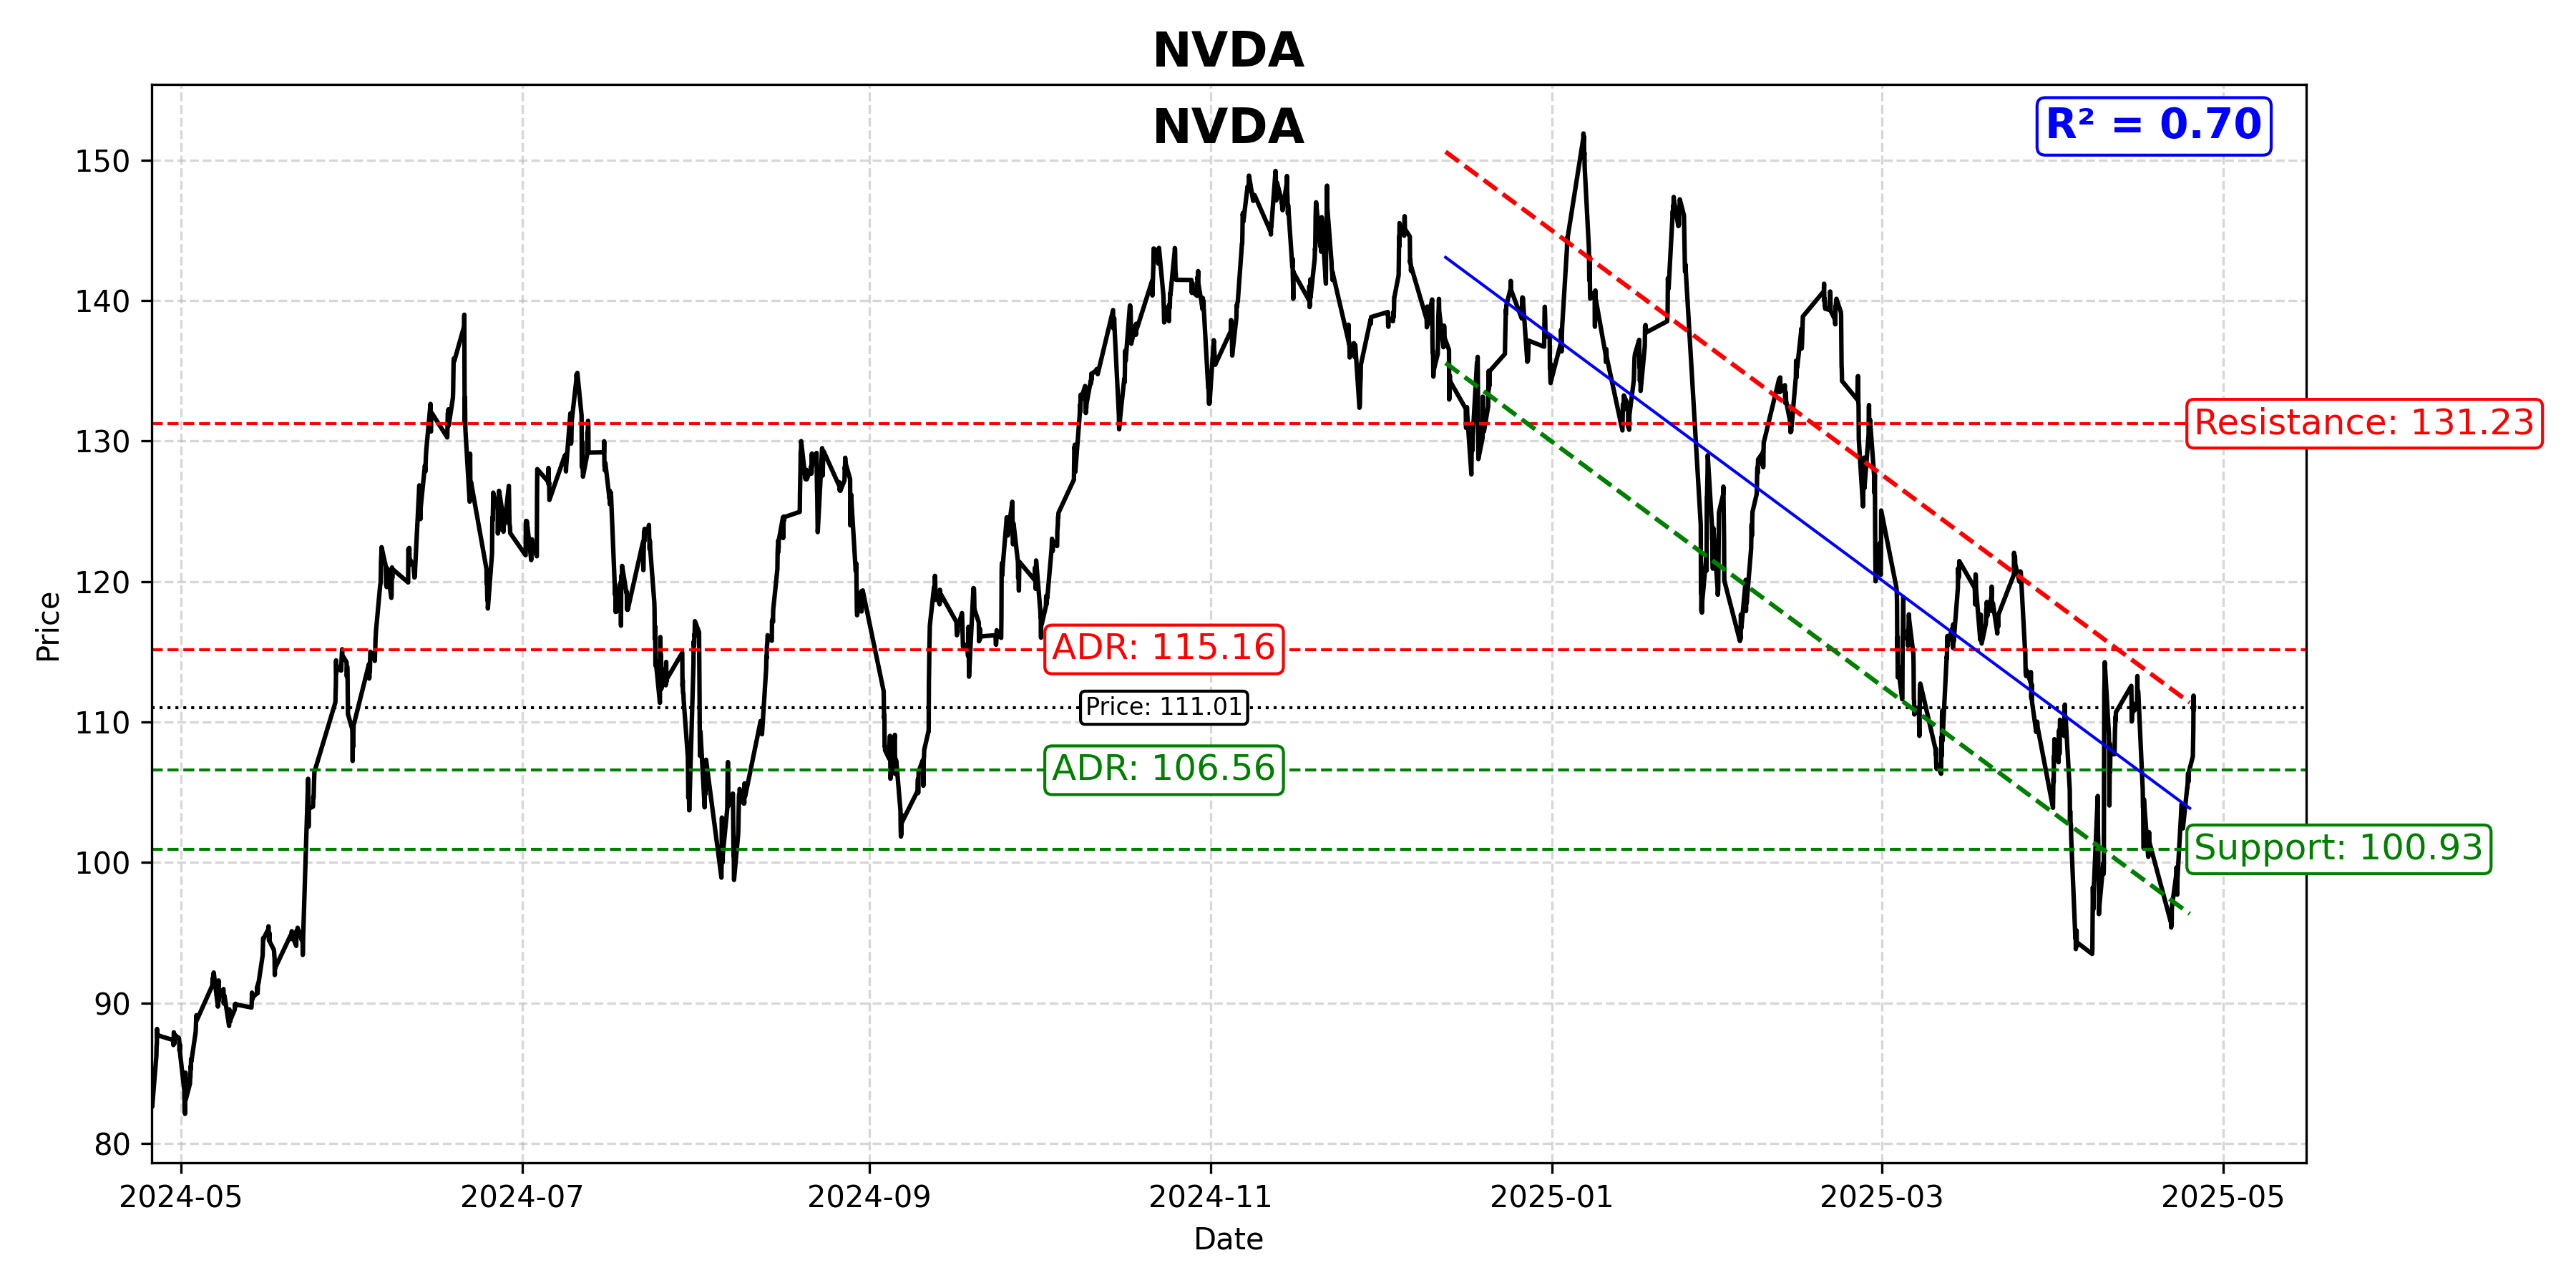 NVDA
NVDA
R² = 0.70
150
140
130
120
110
100
90
80
Price
Resistance: 131.23
ADR: 115.16
Price: 111.01
ADR: 106.56
Support: 100.93
2024-05
2024-07
2024-09
2024-11
2025-01
2025-03
2025-05
Date